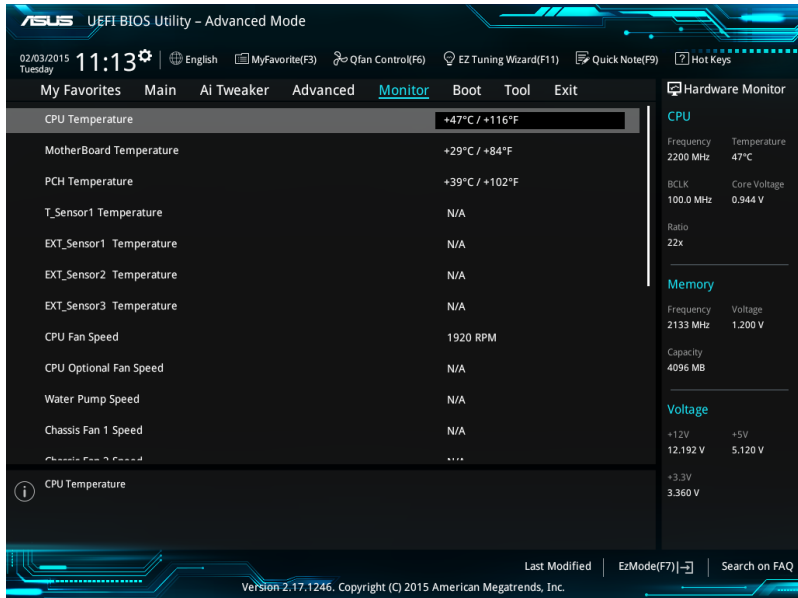 ASUS UEFI BIOS Utility – Advanced Mode
02/03/2015
Tuesday
11:13
English
MyFavorite(F3)
Qfan Control(F6)
EZ Tuning Wizard(F11)
Quick Note(F9)
? Hot Keys
My Favorites Main Ai Tweaker Advanced Monitor Boot Tool Exit
CPU Temperature +47°C / +116°F
MotherBoard Temperature +29°C / +84°F
PCH Temperature +39°C / +102°F
T_Sensor1 Temperature N/A
EXT_Sensor1 Temperature N/A
EXT_Sensor2 Temperature N/A
EXT_Sensor3 Temperature N/A
CPU Fan Speed 1920 RPM
CPU Optional Fan Speed N/A
Water Pump Speed N/A
Chassis Fan 1 Speed N/A
Chassis Fan 2 Speed N/A
CPU Temperature
Hardware Monitor
CPU
Frequency Temperature
2200 MHz 47°C
BCLK Core Voltage
100.0 MHz 0.944 V
Ratio
22x
Memory
Frequency Voltage
2133 MHz 1.200 V
Capacity
4096 MB
Voltage
+12V +5V
12.192 V 5.120 V
+3.3V
3.360 V
Last Modified
EzMode(F7)
Search on FAQ
Version 2.17.1246. Copyright (C) 2015 American Megatrends, Inc.